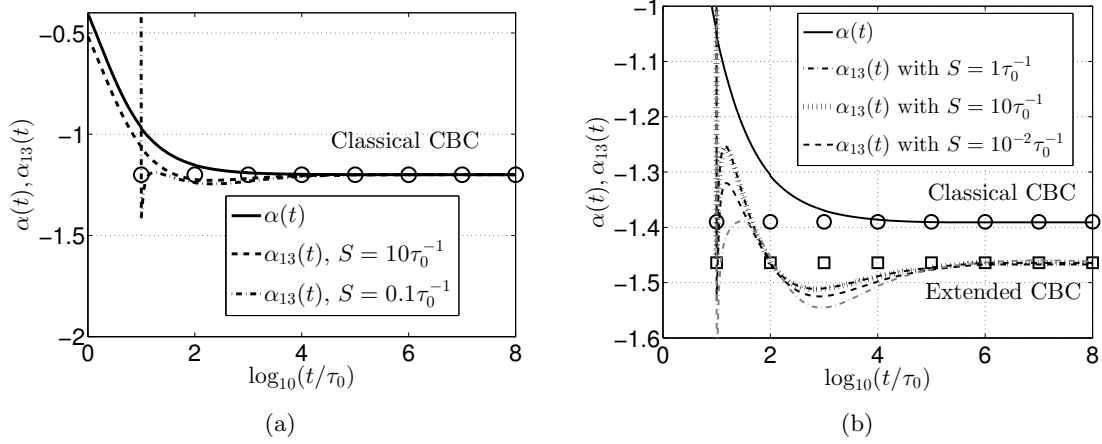 −0.5
−1
−1.5
−2
0
2
4
6
8
α(t), α₁₃(t)
log₁₀(t/τ₀)
Classical CBC
α(t)
α₁₃(t), S = 10τ₀⁻¹
α₁₃(t), S = 0.1τ₀⁻¹
(a)
−1
−1.1
−1.2
−1.3
−1.4
−1.5
−1.6
0
2
4
6
8
α(t), α₁₃(t)
log₁₀(t/τ₀)
α(t)
α₁₃(t) with S = 1τ₀⁻¹
α₁₃(t) with S = 10τ₀⁻¹
α₁₃(t) with S = 10⁻²τ₀⁻¹
Classical CBC
Extended CBC
(b)